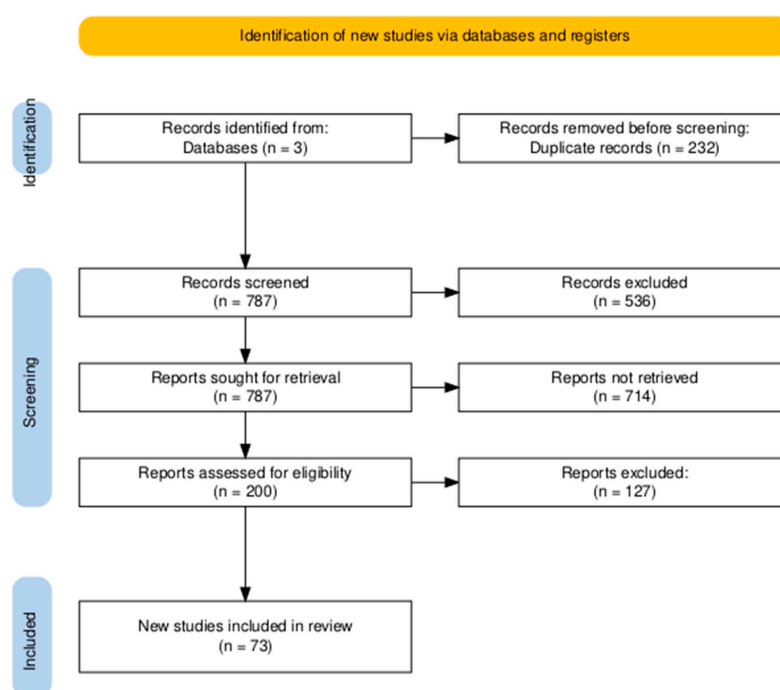 Identification of new studies via databases and registers
Identification
Records identified from:
Databases (n = 3)
Records removed before screening:
Duplicate records (n = 232)
Screening
Records screened
(n = 787)
Records excluded
(n = 536)
Reports sought for retrieval
(n = 787)
Reports not retrieved
(n = 714)
Reports assessed for eligibility
(n = 200)
Reports excluded:
(n = 127)
Included
New studies included in review
(n = 73)